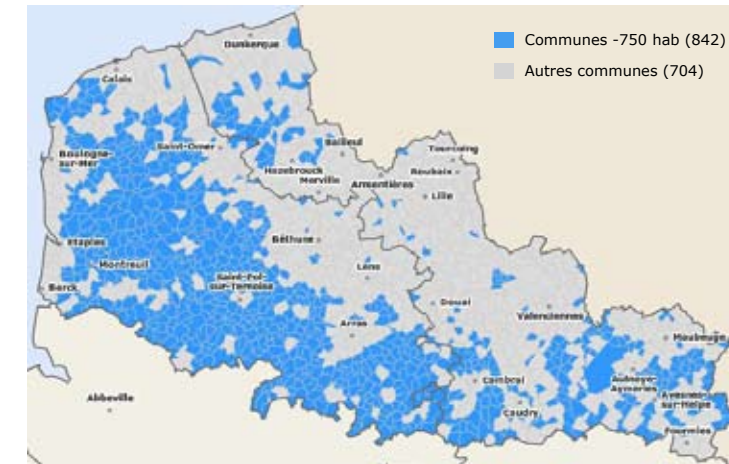 Communes -750 hab (842)
Autres communes (704)
Dunkerque
Calais
Boulogne-
sur-Mer
Saint-Omer
Bailleul
Tourcoing
Hazebrouck
Roubaix
Merville
Armentières
Lille
Etaples
Béthune
Montreuil
Lens
Saint-Pol-
sur-Ternoise
Berck
Douai
Valenciennes
Arras
Maubeuge
Abbeville
Cambrai
Aulnoye-
Aymeries
Avesnes-
sur-Helpe
Caudry
Fourmies